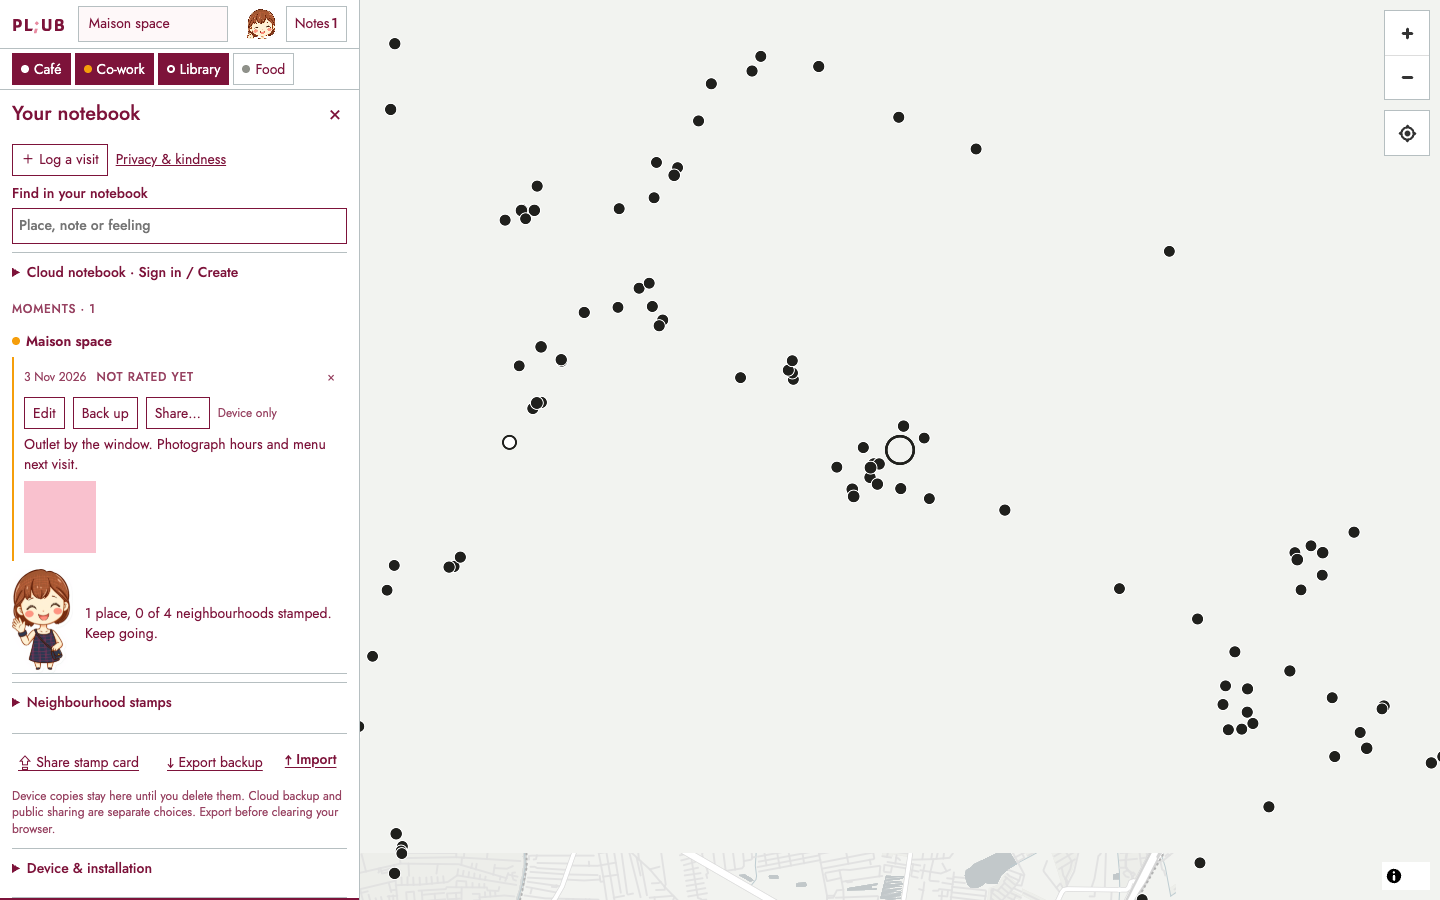 PL;UB
Maison space
Notes 1
Café
Co-work
Library
Food
Your notebook
×
+ Log a visit
Privacy & kindness
Find in your notebook
Place, note or feeling
▶ Cloud notebook · Sign in / Create
MOMENTS · 1
Maison space
3 Nov 2026 NOT RATED YET ×
Edit
Back up
Share...
Device only
Outlet by the window. Photograph hours and menu
next visit.
1 place, 0 of 4 neighbourhoods stamped.
Keep going.
▶ Neighbourhood stamps
Share stamp card
↓ Export backup
↑ Import
Device copies stay here until you delete them. Cloud backup and
public sharing are separate choices. Export before clearing your
browser.
▶ Device & installation
+
−